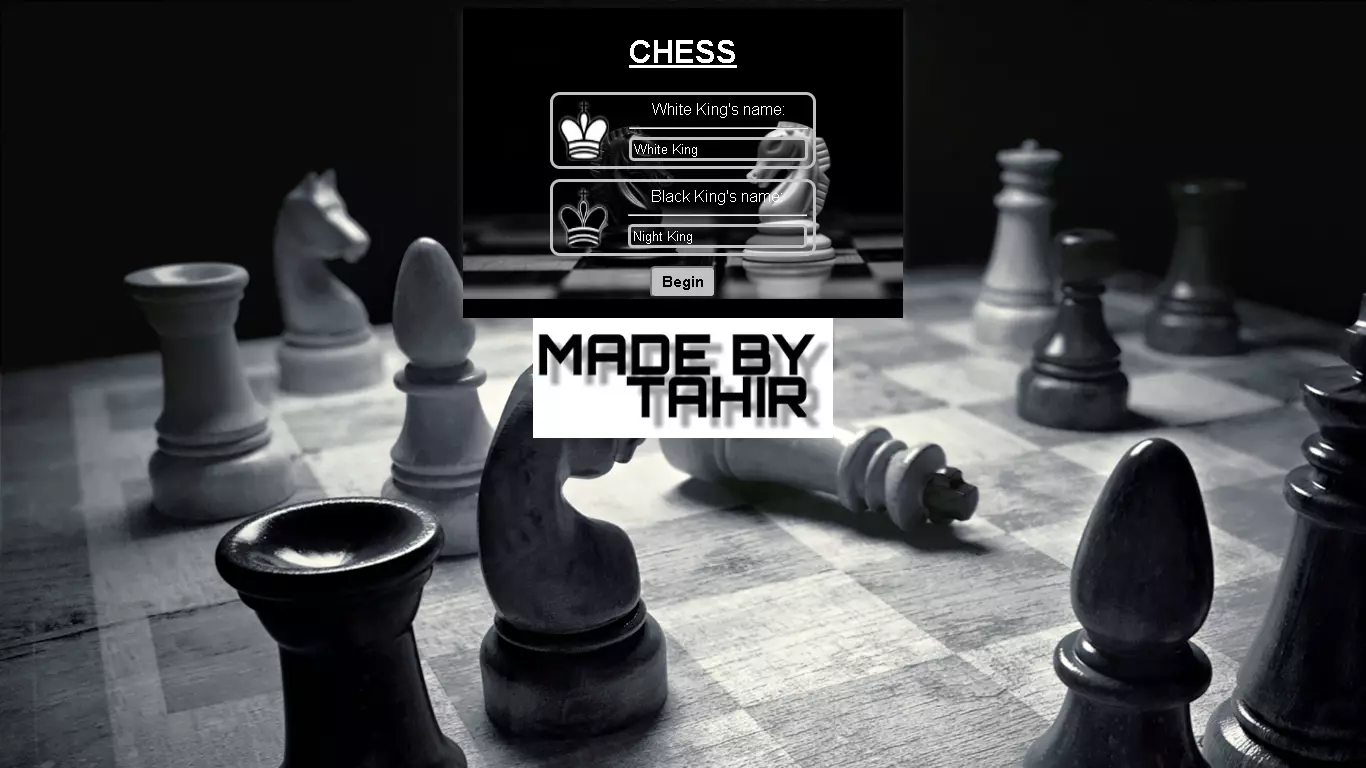 CHESS
White King's name:
White King
Black King's name:
Night King
Begin
MADE BY
TAHIR